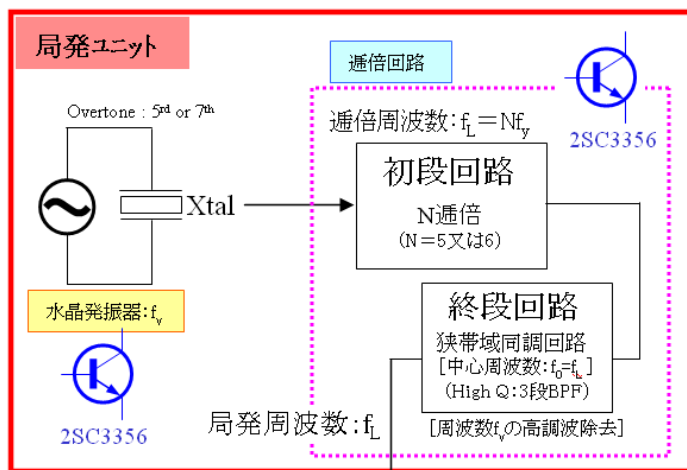 局発ユニット
逓倍回路
Overtone : 5rd or 7th
逓倍周波数:fL=Nfy
2SC3356
初段回路
Xtal
N逓倍
(N=5又は6)
水晶発振器:fv
終段回路
狭帯域同調回路
[中心周波数:f0=fL]
(High Q:3段BPF)
2SC3356
局発周波数:fL
[周波数fvの高調波除去]